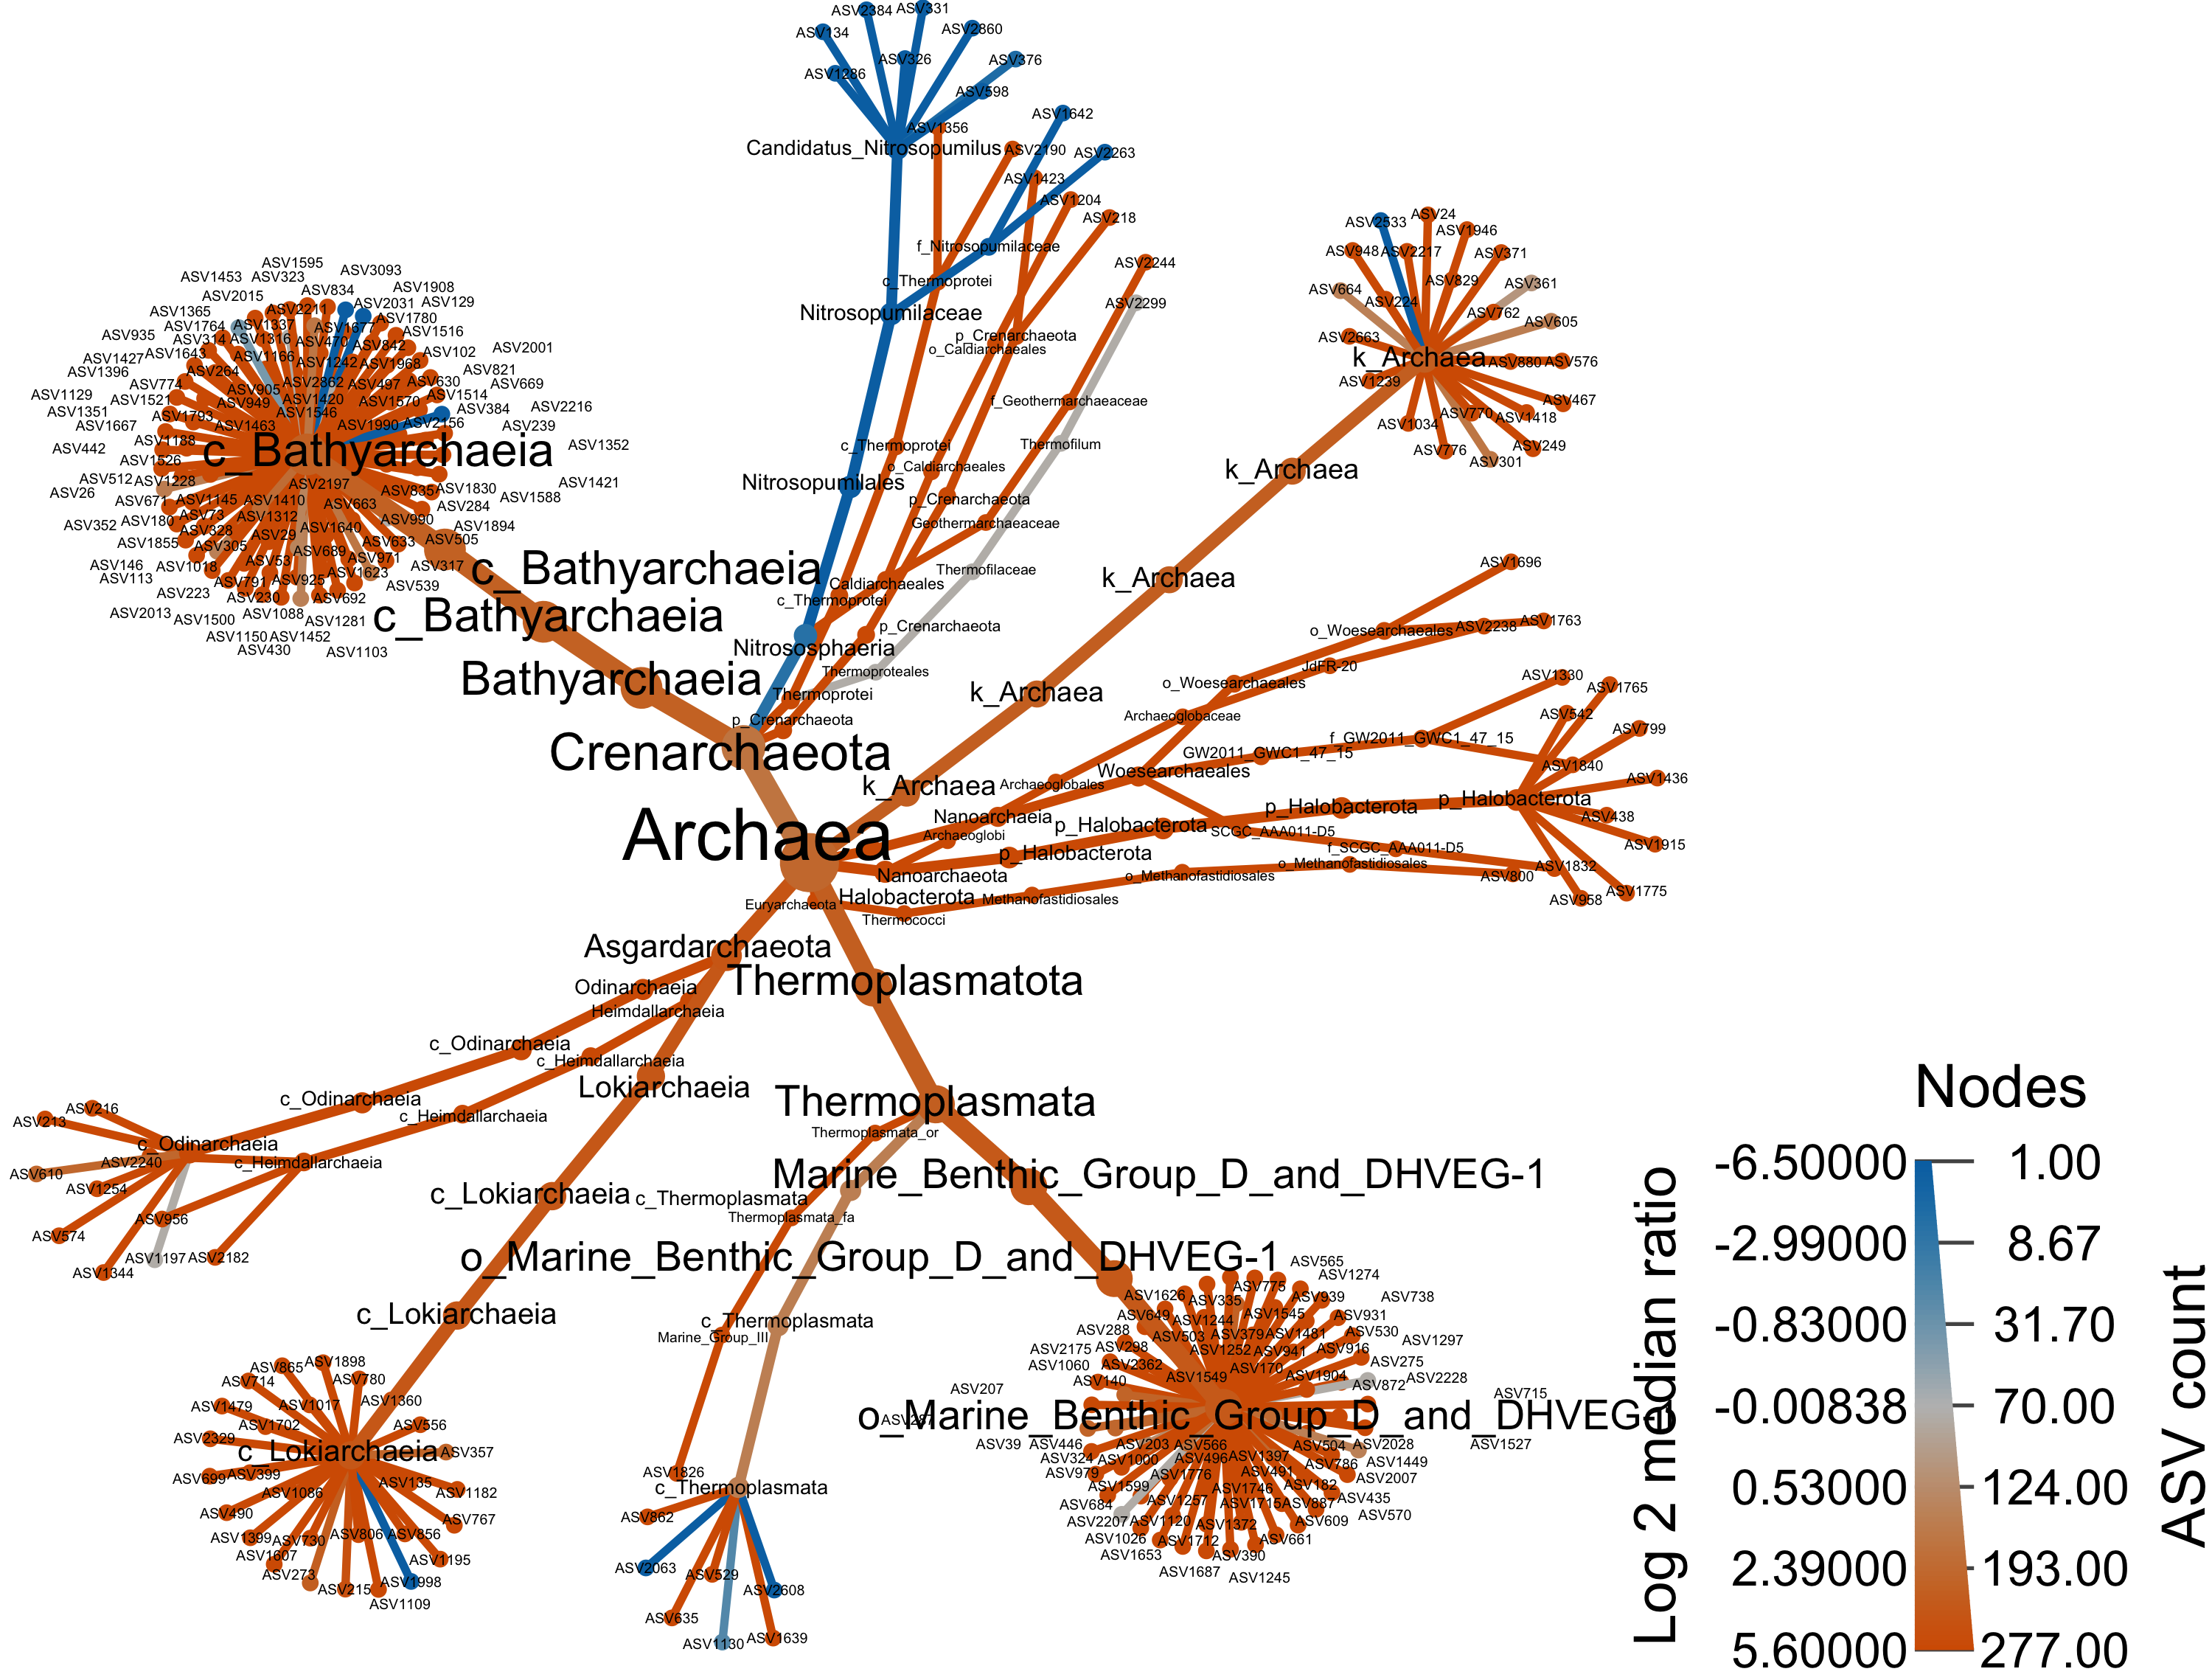 ASV2384 ASV331
ASV134 ASV2860
ASV326 ASV376
ASV1286 ASV598
ASV1642
ASV1356
Candidatus_Nitrosopumilus ASV2190 ASV2263
ASV1423
ASV1204
ASV218
f_Nitrosopumilaceae
c_Thermoprotei
ASV2244
ASV2299
Nitrosopumilaceae
p_Crenarchaeota
o_Caldiarchaeales
f_Geothermarchaeaceae
c_Thermoprotei
Thermofilum
o_Caldiarchaeales
Nitrosopumilales
p_Crenarchaeota
Geothermarchaeaceae
Thermofilaceae
Caldiarchaeales
c_Thermoprotei
p_Crenarchaeota
Nitrososphaeria
Thermoproteales
Thermoprotei
p_Crenarchaeota
ASV2533 ASV24
ASV1946
ASV948 ASV2217 ASV371
ASV829 ASV361
ASV664
ASV224
ASV762
ASV605
ASV2663
k_Archaea ASV880 ASV576
ASV1239
ASV467
ASV770 ASV1418
ASV1034
ASV776 ASV249
ASV301
k_Archaea
k_Archaea
k_Archaea
k_Archaea
ASV1595
ASV1453 ASV323 ASV3093
ASV2015 ASV834 ASV1908
ASV1365 ASV2211 ASV2031 ASV129
ASV1764 ASV1337 ASV1677 ASV1780
ASV935 ASV314 ASV1316 ASV470 ASV842 ASV1516
ASV1427 ASV1643 ASV1166 ASV1242 ASV1968 ASV102 ASV2001
ASV1396 ASV264 ASV821
ASV774 ASV905 ASV2862 ASV497 ASV630 ASV669
ASV1129 ASV1521 ASV949 ASV1420 ASV1570 ASV1514
ASV1351 ASV1793 ASV1546 ASV384 ASV2216
ASV1667 ASV1463 ASV1990 ASV2156 ASV239
ASV442 ASV1188 ASV1352
c_Bathyarchaeia
ASV1526
ASV512 ASV1228 ASV2197 ASV835 ASV1830 ASV1421
ASV26 ASV671 ASV1145 ASV1410 ASV663 ASV284 ASV1588
ASV352 ASV180 ASV73 ASV1312 ASV990 ASV1894
ASV328 ASV29 ASV1640 ASV505
ASV1855 ASV305 ASV689 ASV633
ASV146 ASV1018 ASV53 ASV971 ASV317
ASV113 ASV791 ASV925 ASV1623 ASV539
ASV223 ASV230 ASV692
ASV2013 ASV1500 ASV1088 ASV1281
ASV1150 ASV1452
ASV430 ASV1103
c_Bathyarchaeia
c_Bathyarchaeia
Bathyarchaeia
Crenarchaeota
Archaea
ASV1696
o_Woesearchaeales ASV2238 ASV1763
JdFR-20
o_Woesearchaeales
ASV1330
ASV1765
Archaeoglobaceae
ASV542
ASV799
f_GW2011_GWC1_47_15
GW2011_GWC1_47_15
ASV1840
Woesearchaeales
ASV1436
Archaeoglobales
p_Halobacterota
p_Halobacterota
ASV438
Nanoarchaeia
p_Halobacterota SCGC_AAA011-D5
Archaeoglobi
ASV1915
f_SCGC_AAA011-D5
p_Halobacterota
o_Methanofastidiosales
ASV1832
Nanoarchaeota
o_Methanofastidiosales
ASV800
ASV1775
Halobacterota Methanofastidiosales
ASV958
Euryarchaeota
Thermococci
Asgardarchaeota
Thermoplasmatota
Odinarchaeia
Heimdallarchaeia
c_Odinarchaeia
c_Heimdallarchaeia
Lokiarchaeia
c_Odinarchaeia
c_Heimdallarchaeia
ASV216
ASV213
c_Odinarchaeia
ASV2240 c_Heimdallarchaeia
ASV610
ASV1254
ASV956
ASV574
ASV1197 ASV2182
ASV1344
Thermoplasmata
Thermoplasmata_or
Marine_Benthic_Group_D_and_DHVEG-1
c_Lokiarchaeia
c_Thermoplasmata
Thermoplasmata_fa
o_Marine_Benthic_Group_D_and_DHVEG-1
c_Lokiarchaeia
c_Thermoplasmata
Marine_Group_III
ASV865 ASV1898
ASV714 ASV780
ASV1479 ASV1017 ASV1360
ASV1702 ASV556
ASV2329
c_Lokiarchaeia ASV357
ASV699 ASV399 ASV135
ASV1086 ASV1182
ASV490 ASV767
ASV1399 ASV730 ASV806 ASV856
ASV1607 ASV1195
ASV273 ASV1998
ASV215
ASV1109
ASV1826
c_Thermoplasmata
ASV862
ASV2063 ASV529
ASV2608
ASV635
ASV1130 ASV1639
ASV565
ASV1274
ASV775
ASV1626 ASV335 ASV939 ASV738
ASV649 ASV1244 ASV1545 ASV931
ASV288 ASV503 ASV379 ASV1481 ASV530
ASV2175 ASV298 ASV1252 ASV941 ASV916 ASV1297
ASV1060 ASV2362 ASV170 ASV275
ASV140 ASV1549 ASV1904 ASV872 ASV2228
ASV207 ASV715
o_Marine_Benthic_Group_D_and_DHVEG-1
ASV39 ASV446 ASV203 ASV566 ASV504 ASV2028 ASV1527
ASV324 ASV1000 ASV496 ASV1397 ASV786 ASV1449
ASV979 ASV1776 ASV491 ASV2007
ASV1599 ASV1746 ASV182
ASV684 ASV1257 ASV1715 ASV887 ASV435
ASV2207 ASV1120 ASV1372 ASV609 ASV570
ASV1026 ASV1712 ASV661
ASV1653 ASV390
ASV1687 ASV1245
Nodes
-6.50000 1.00
-2.99000 8.67
-0.83000 31.70
-0.00838 70.00
0.53000 124.00
2.39000 193.00
5.60000 277.00
Log 2 median ratio
ASV count